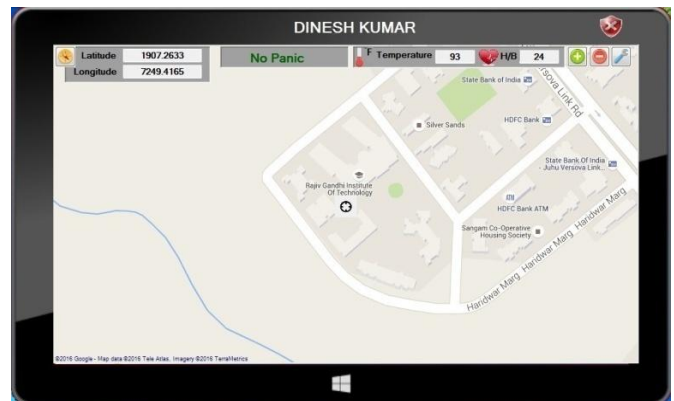 DINESH KUMAR
Latitude 1907.2633
Longitude 7249.4165
No Panic
F Temperature 93
H/B 24
State Bank of India
Versova Link Rd
Silver Sands
HDFC Bank
State Bank Of India
- Juhu Versova Link...
Rajiv Gandhi Institute
Of Technology
HDFC Bank ATM
Sangam Co-Operative
Housing Society
Haridwar Marg
Haridwar Marg
Haridwar Marg
©2016 Google - Map data ©2016 Tele Atlas, Imagery ©2016 TerraMetrics